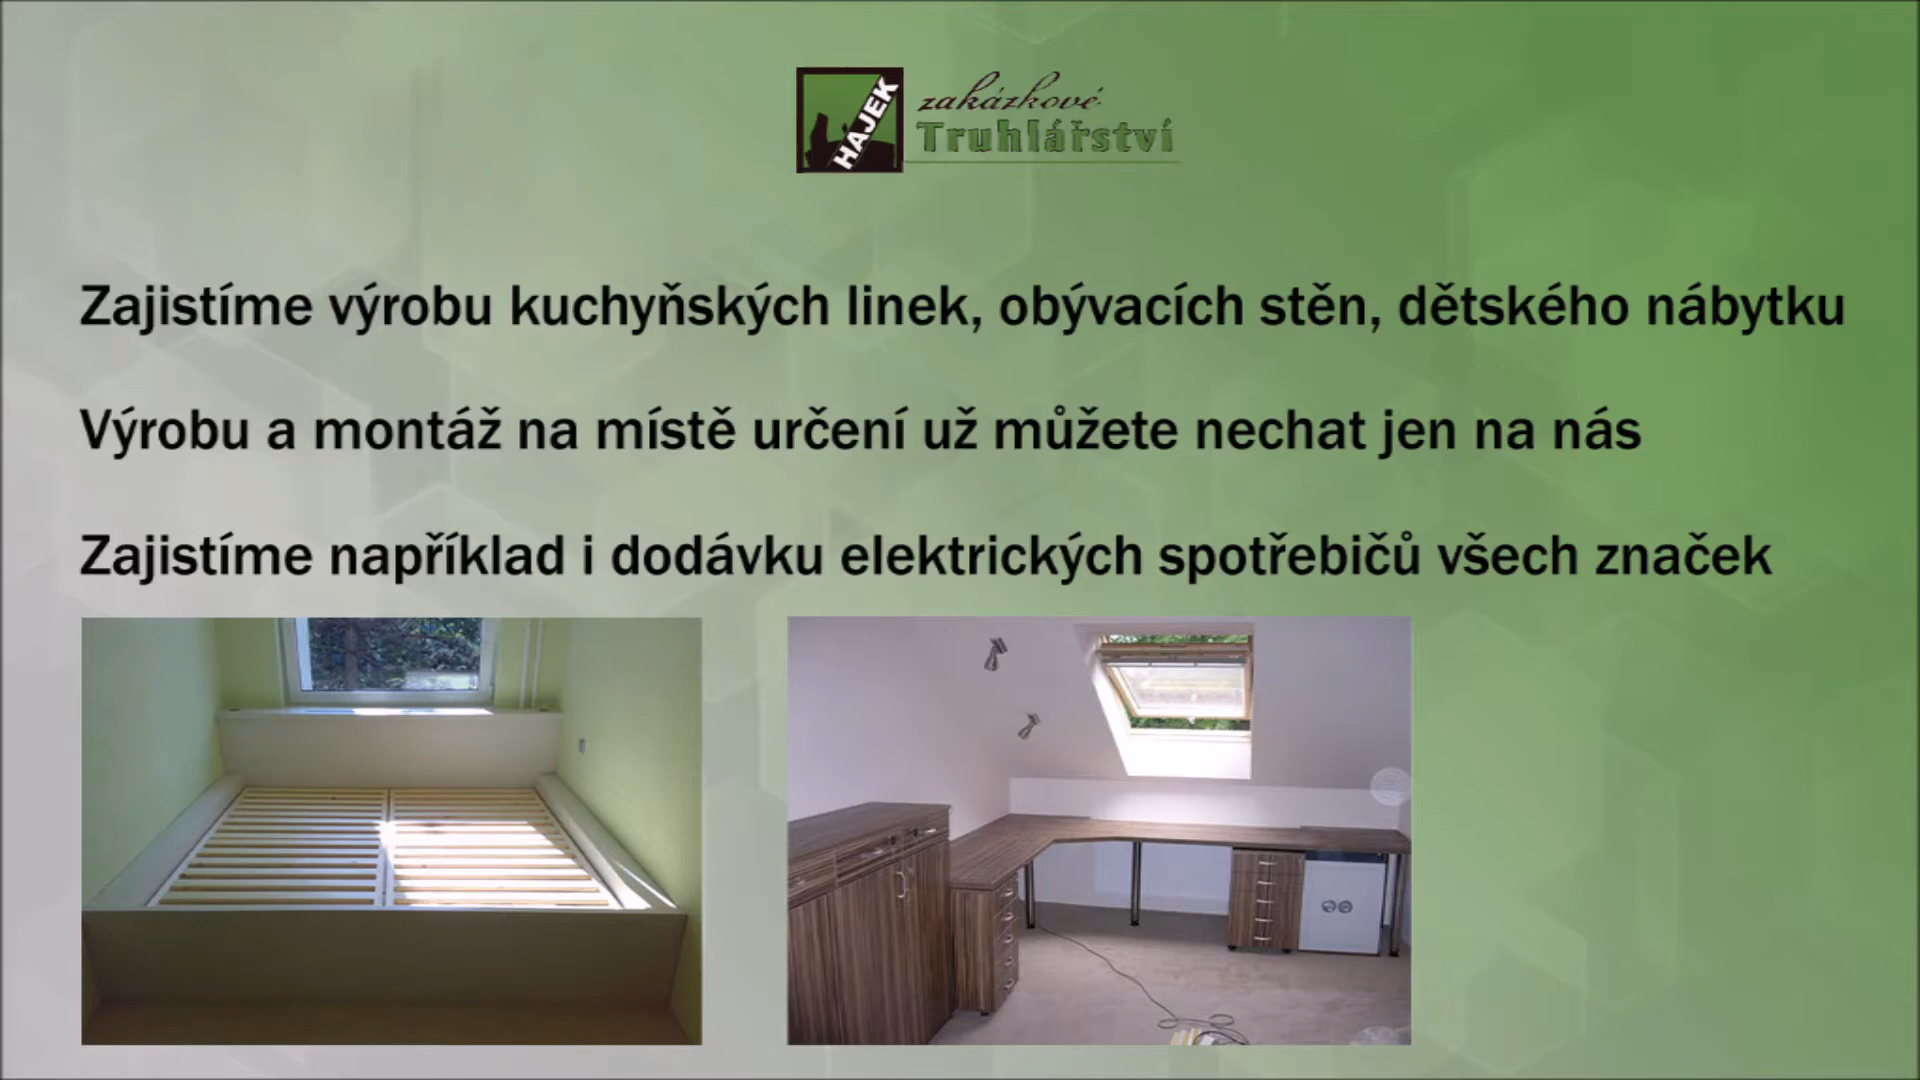 HAJEK
zakázkové
Truhlářství
Zajistíme výrobu kuchyňských linek, obývacích stěn, dětského nábytku
Výrobu a montáž na místě určení už můžete nechat jen na nás
Zajistíme například i dodávku elektrických spotřebičů všech značek